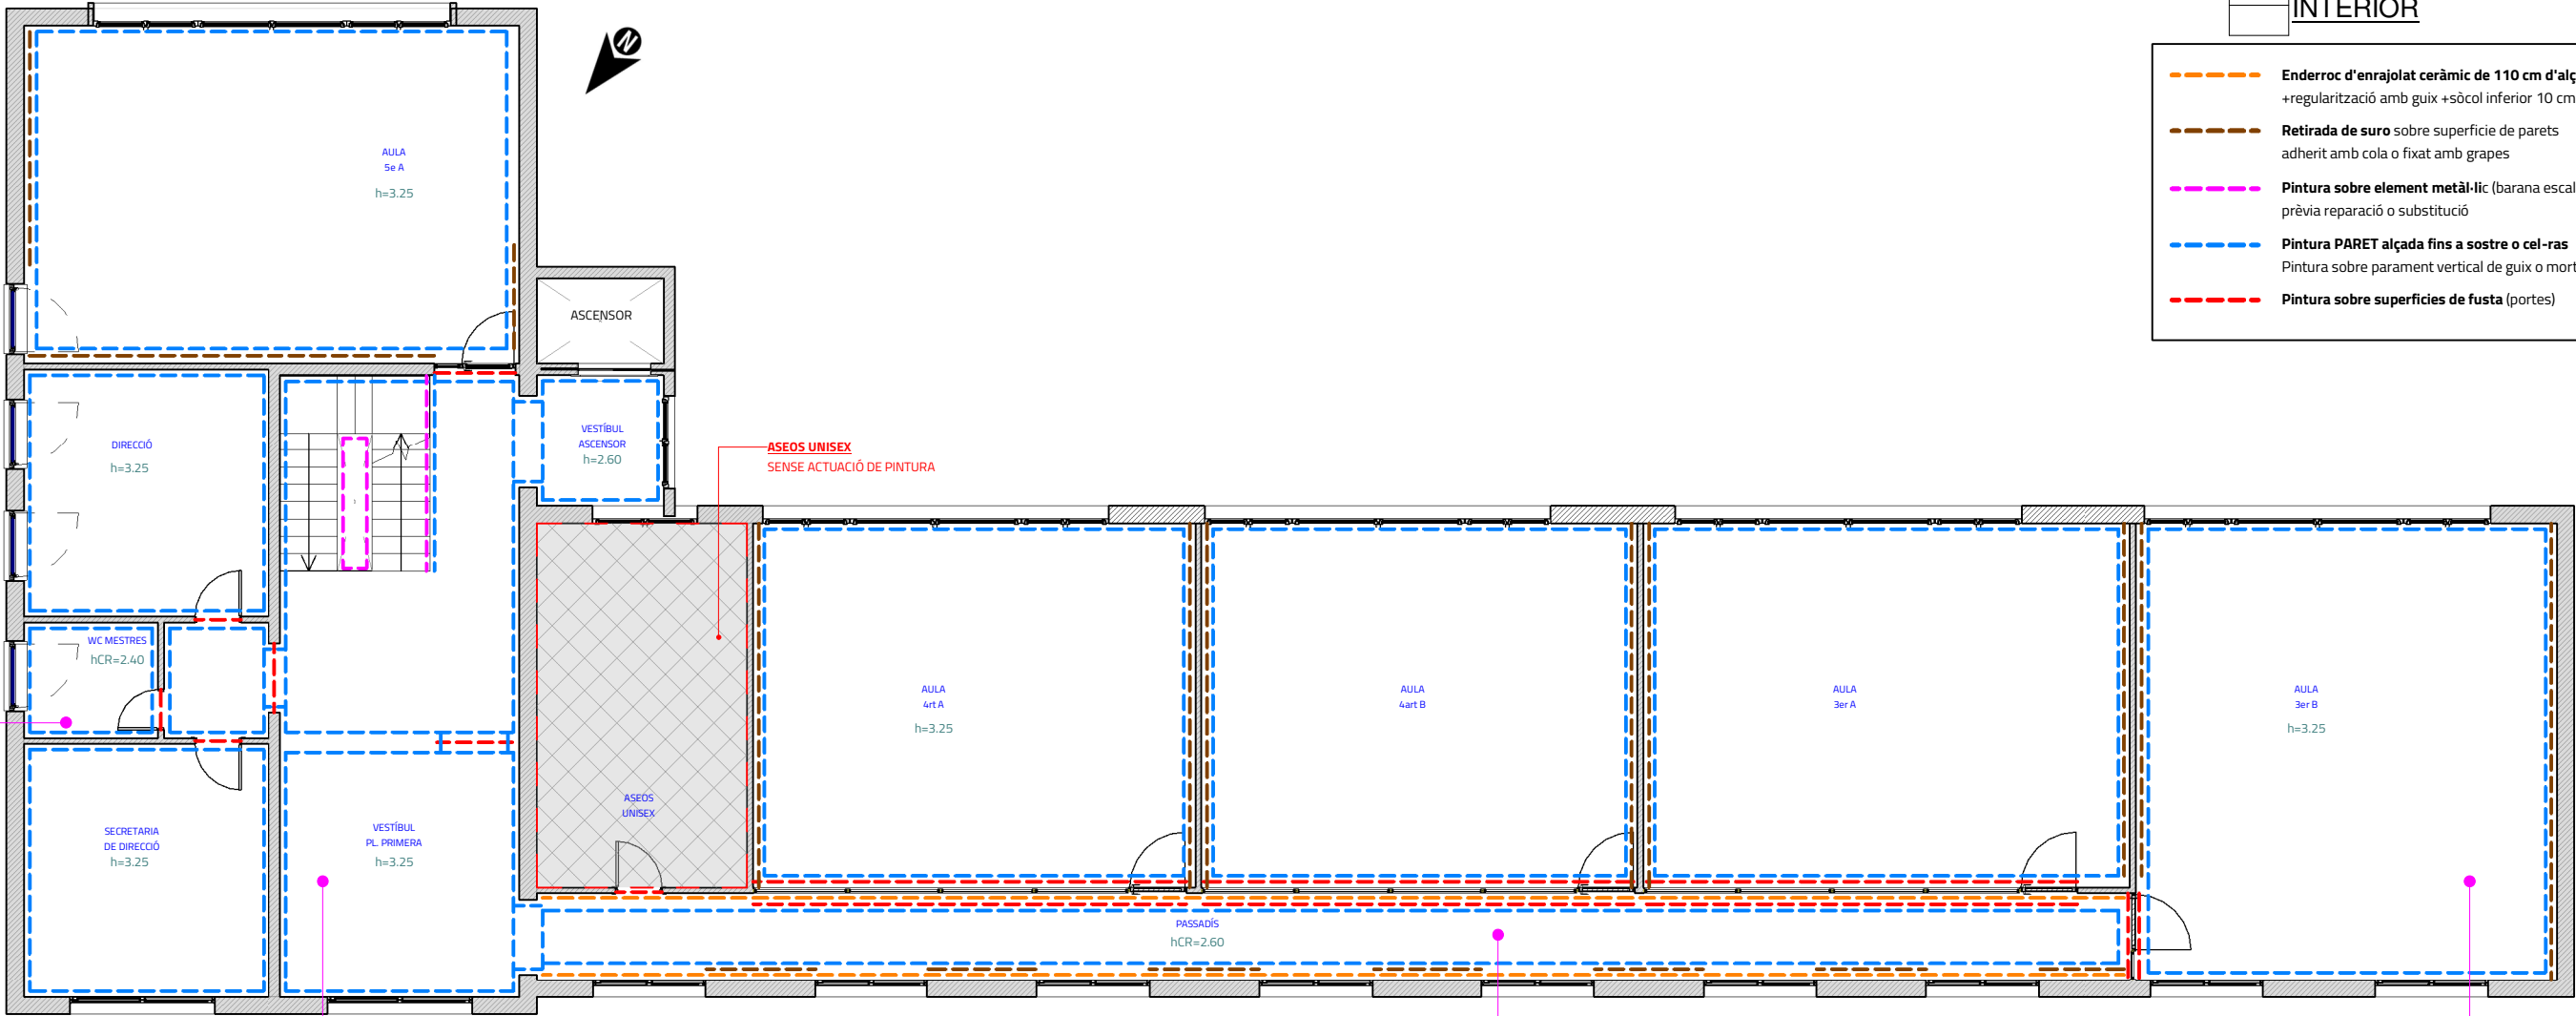 INTERIOR
Enderroc d'enrajolat ceràmic de 110 cm d'alç
+regularització amb guix +sòcol inferior 10 cm
Retirada de suro sobre superficie de parets
adherit amb cola o fixat amb grapes
Pintura sobre element metàl·lic (barana escal
prèvia reparació o substitució
Pintura PARET alçada fins a sostre o cel-ras
Pintura sobre parament vertical de guix o mort
Pintura sobre superficies de fusta (portes)
N
AULA
5e A
h=3.25
ASCENSOR
DIRECCIÓ
h=3.25
VESTÍBUL
ASCENSOR
h=2.60
ASEOS UNISEX
SENSE ACTUACIÓ DE PINTURA
WC MESTRES
hCR=2.40
AULA
4rt A
h=3.25
AULA
4art B
AULA
3er A
AULA
3er B
h=3.25
SECRETARIA
DE DIRECCIÓ
h=3.25
VESTÍBUL
PL. PRIMERA
h=3.25
ASEOS
UNISEX
PASSADÍS
hCR=2.60